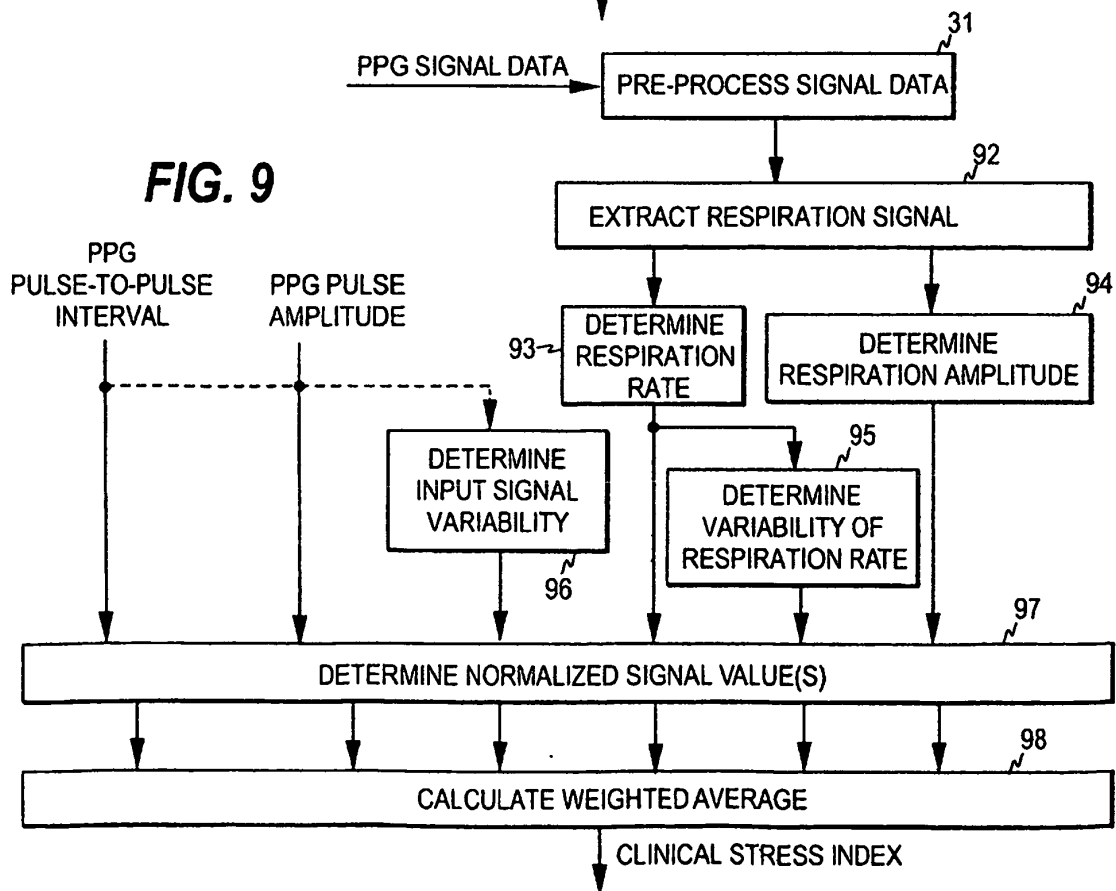 31
PPG SIGNAL DATA
PRE-PROCESS SIGNAL DATA
FIG. 9
92
EXTRACT RESPIRATION SIGNAL
PPG
PULSE-TO-PULSE
INTERVAL
PPG PULSE
AMPLITUDE
93
DETERMINE
RESPIRATION
RATE
94
DETERMINE
RESPIRATION AMPLITUDE
DETERMINE
INPUT SIGNAL
VARIABILITY
96
95
DETERMINE
VARIABILITY OF
RESPIRATION RATE
97
DETERMINE NORMALIZED SIGNAL VALUE(S)
98
CALCULATE WEIGHTED AVERAGE
CLINICAL STRESS INDEX